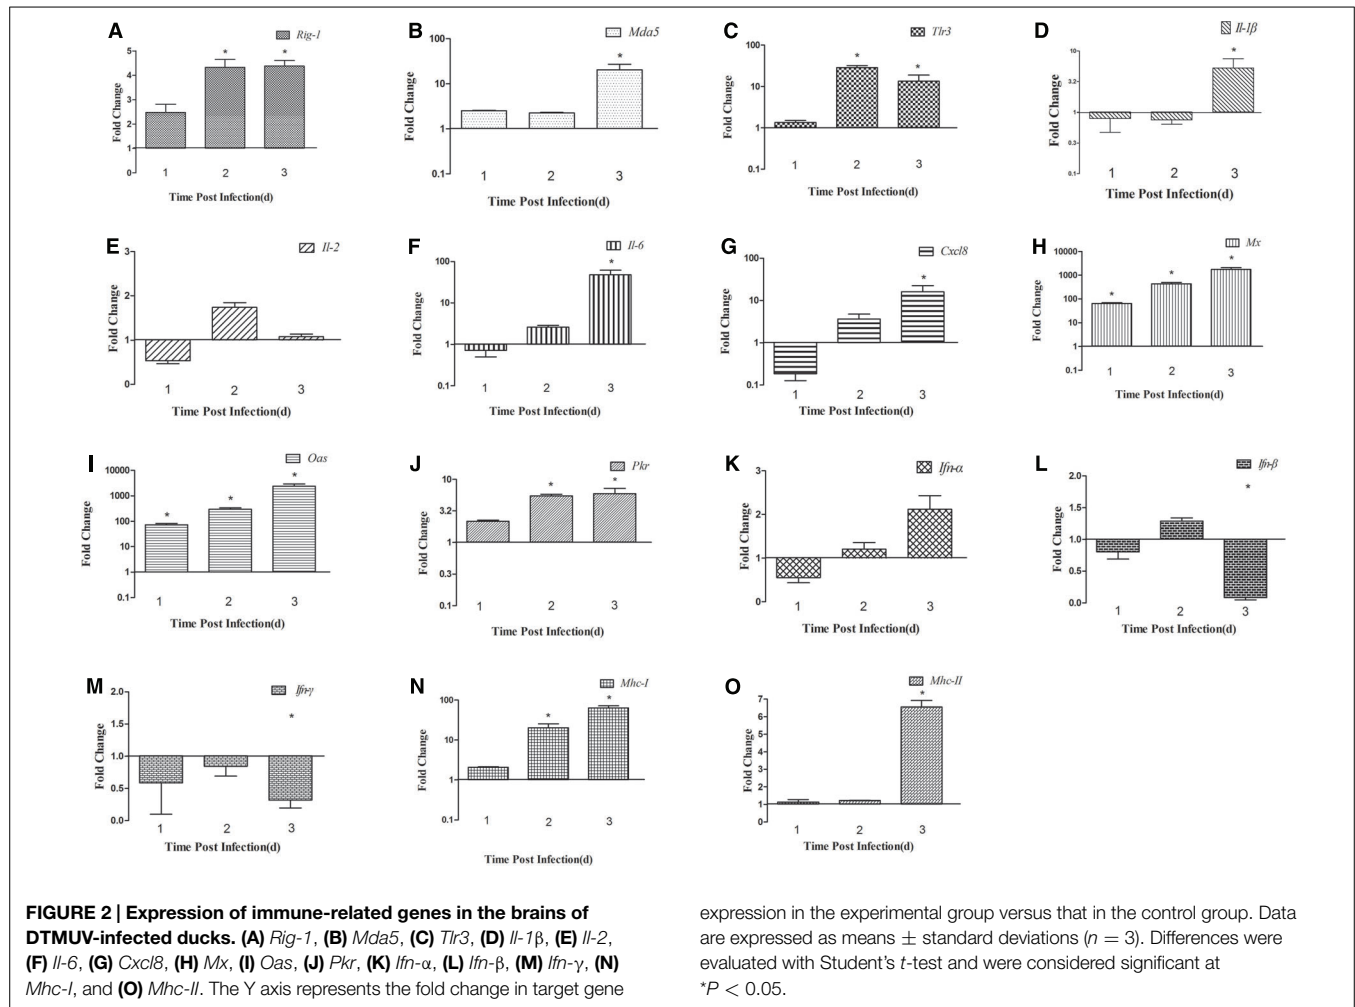 A
Rig-1
*
*
5
4
3
2
1
0
Fold Change
1
2
3
Time Post Infection(d)
B
Mda5
*
100
10
1
0.1
Fold Change
1
2
3
Time Post Infection(d)
C
Tlr3
*
*
100
10
1
0.1
Fold Change
1
2
3
Time Post Infection(d)
D
Il-1β
*
10
3.2
1
0.3
0.1
Fold Change
1
2
3
Time Post Infection(d)
E
Il-2
3
2
1
0
Fold Change
1
2
3
Time Post Infection(d)
F
Il-6
*
100
10
1
0.1
Fold Change
1
2
3
Time Post Infection(d)
G
Cxcl8
*
100
10
1
0.1
Fold Change
1
2
3
Time Post Infection(d)
H
Mx
*
*
*
10000
1000
100
10
1
0.1
Fold Change
1
2
3
Time Post Infection(d)
I
Oas
*
*
*
10000
1000
100
10
1
0.1
Fold Change
1
2
3
Time Post Infection(d)
J
Pkr
*
*
10
3.2
1
0.3
0.1
Fold Change
1
2
3
Time Post Infection(d)
K
Ifn-α
3
2
1
0
Fold Change
1
2
3
Time Post Infection(d)
L
Ifn-β
*
2.0
1.5
1.0
0.5
0.0
Fold Change
1
2
3
Time Post Infection(d)
M
Ifn-γ
*
2.0
1.5
1.0
0.5
0.0
Fold Change
1
2
3
Time Post Infection(d)
N
Mhc-I
*
*
100
10
1
0.1
Fold Change
1
2
3
Time Post Infection(d)
O
Mhc-II
*
7
6
5
4
3
2
1
0
Fold Change
1
2
3
Time Post Infection(d)
FIGURE 2 | Expression of immune-related genes in the brains of
DTMUV-infected ducks. (A) Rig-1, (B) Mda5, (C) Tlr3, (D) Il-1β, (E) Il-2,
(F) Il-6, (G) Cxcl8, (H) Mx, (I) Oas, (J) Pkr, (K) Ifn-α, (L) Ifn-β, (M) Ifn-γ, (N)
Mhc-I, and (O) Mhc-II. The Y axis represents the fold change in target gene
expression in the experimental group versus that in the control group. Data
are expressed as means ± standard deviations (n = 3). Differences were
evaluated with Student's t-test and were considered significant at
*P < 0.05.